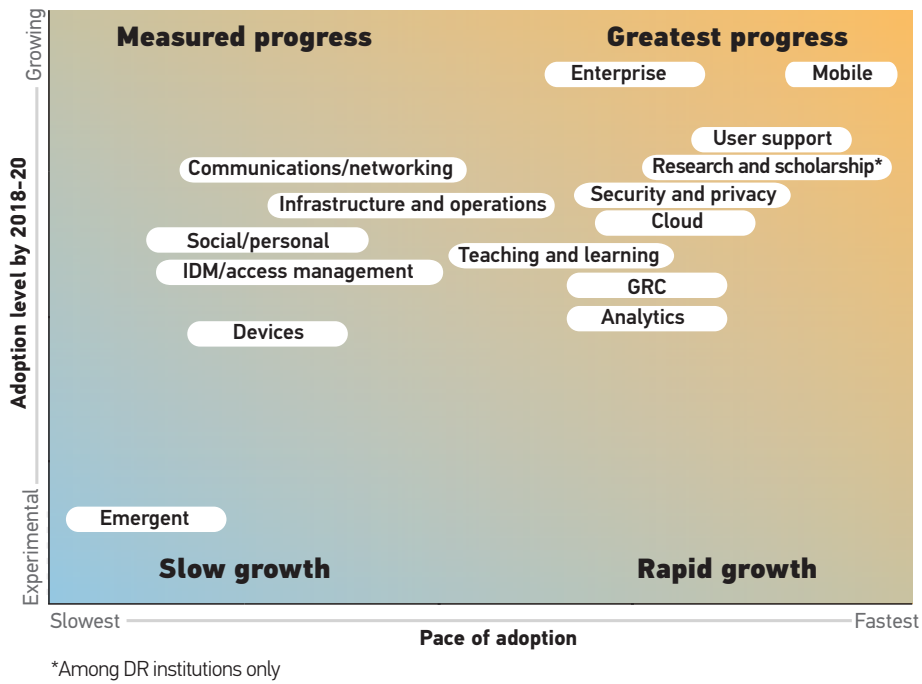 Measured progress
Greatest progress
Growing
Enterprise
Mobile
User support
Communications/networking
Research and scholarship*
Security and privacy
Infrastructure and operations
Cloud
Social/personal
Teaching and learning
IDM/access management
GRC
Analytics
Devices
Adoption level by 2018–20
Emergent
Experimental
Slow growth
Rapid growth
Slowest
Fastest
Pace of adoption
*Among DR institutions only